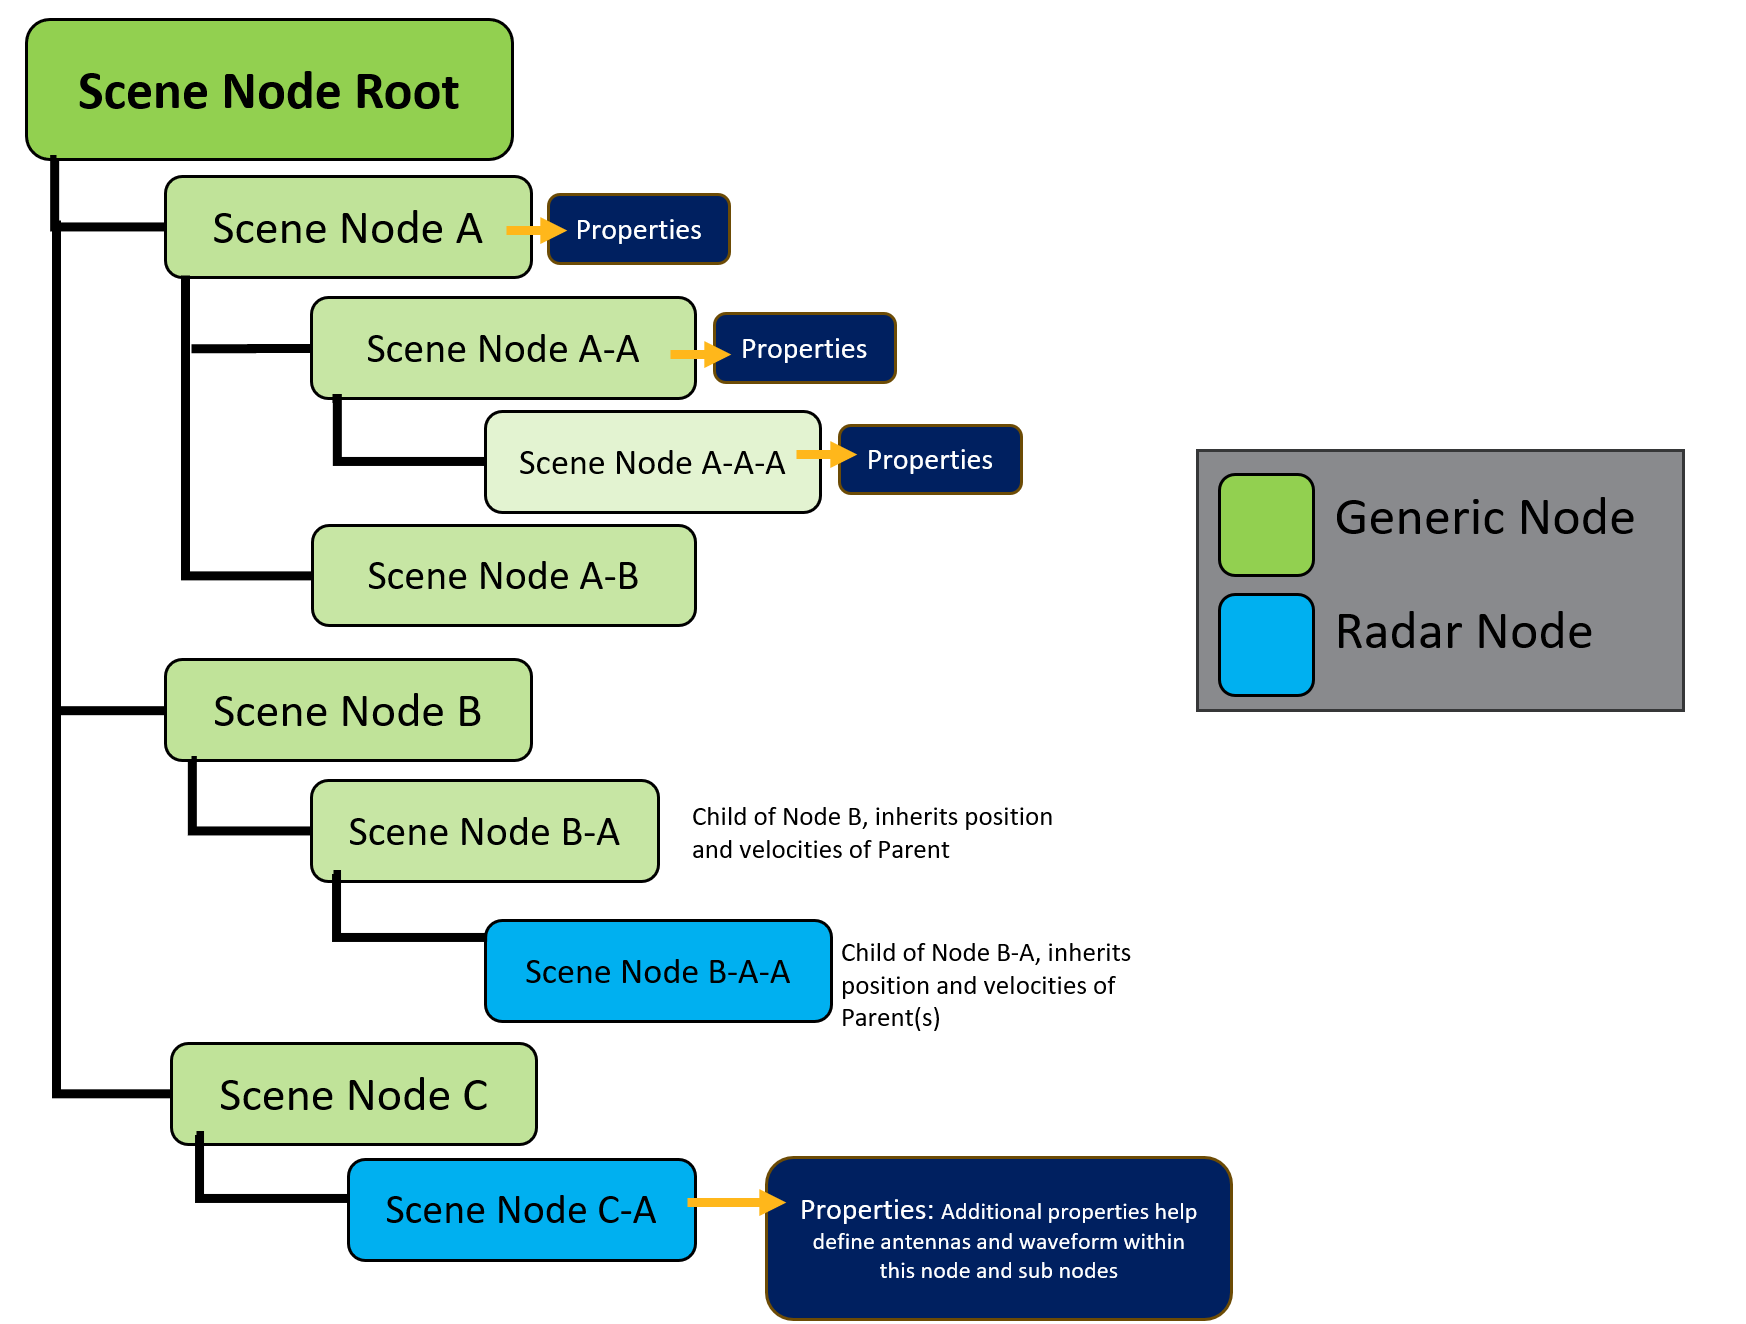 Scene Node Root
Scene Node A
Properties
Scene Node A-A
Properties
Scene Node A-A-A
Properties
Scene Node A-B
Generic Node
Radar Node
Scene Node B
Scene Node B-A
Child of Node B, inherits position
and velocities of Parent
Scene Node B-A-A
Child of Node B-A, inherits
position and velocities of
Parent(s)
Scene Node C
Scene Node C-A
Properties: Additional properties help
define antennas and waveform within
this node and sub nodes